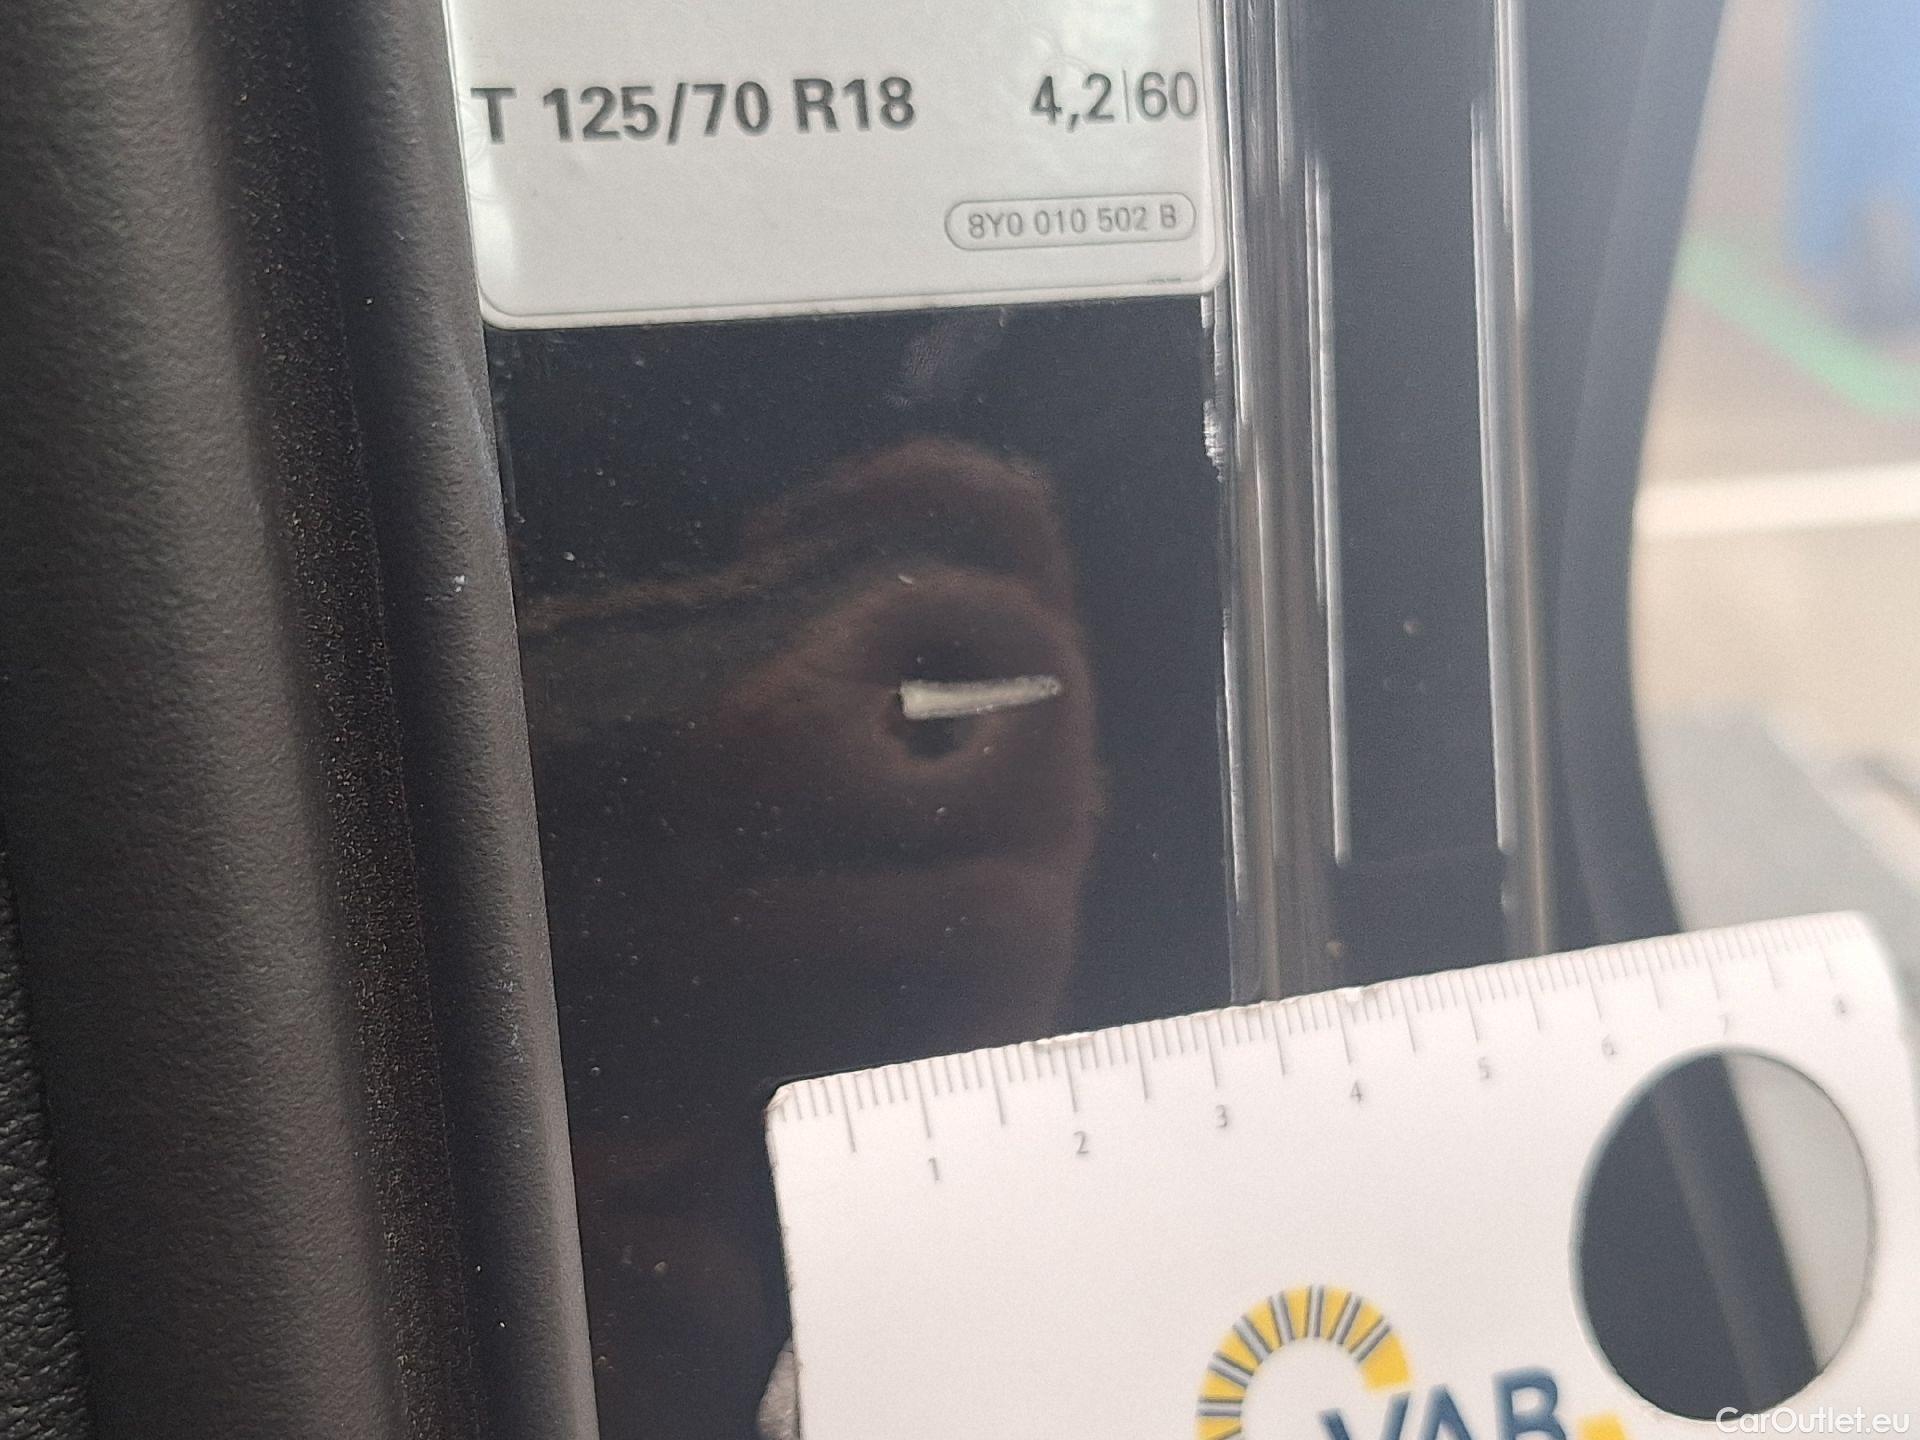 T 125/70 R18 4,2|60
8Y0 010 502 B
1 2 3 4 5 6 7 8
VAB
CarOutlet.eu